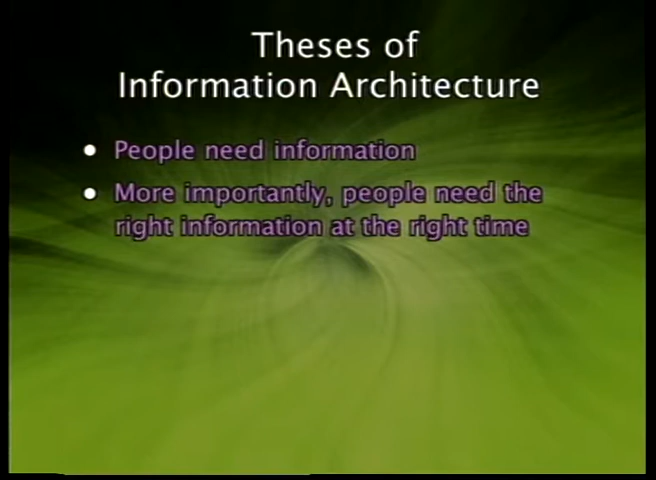 Theses of
Information Architecture
• People need information
• More importantly, people need the
right information at the right time